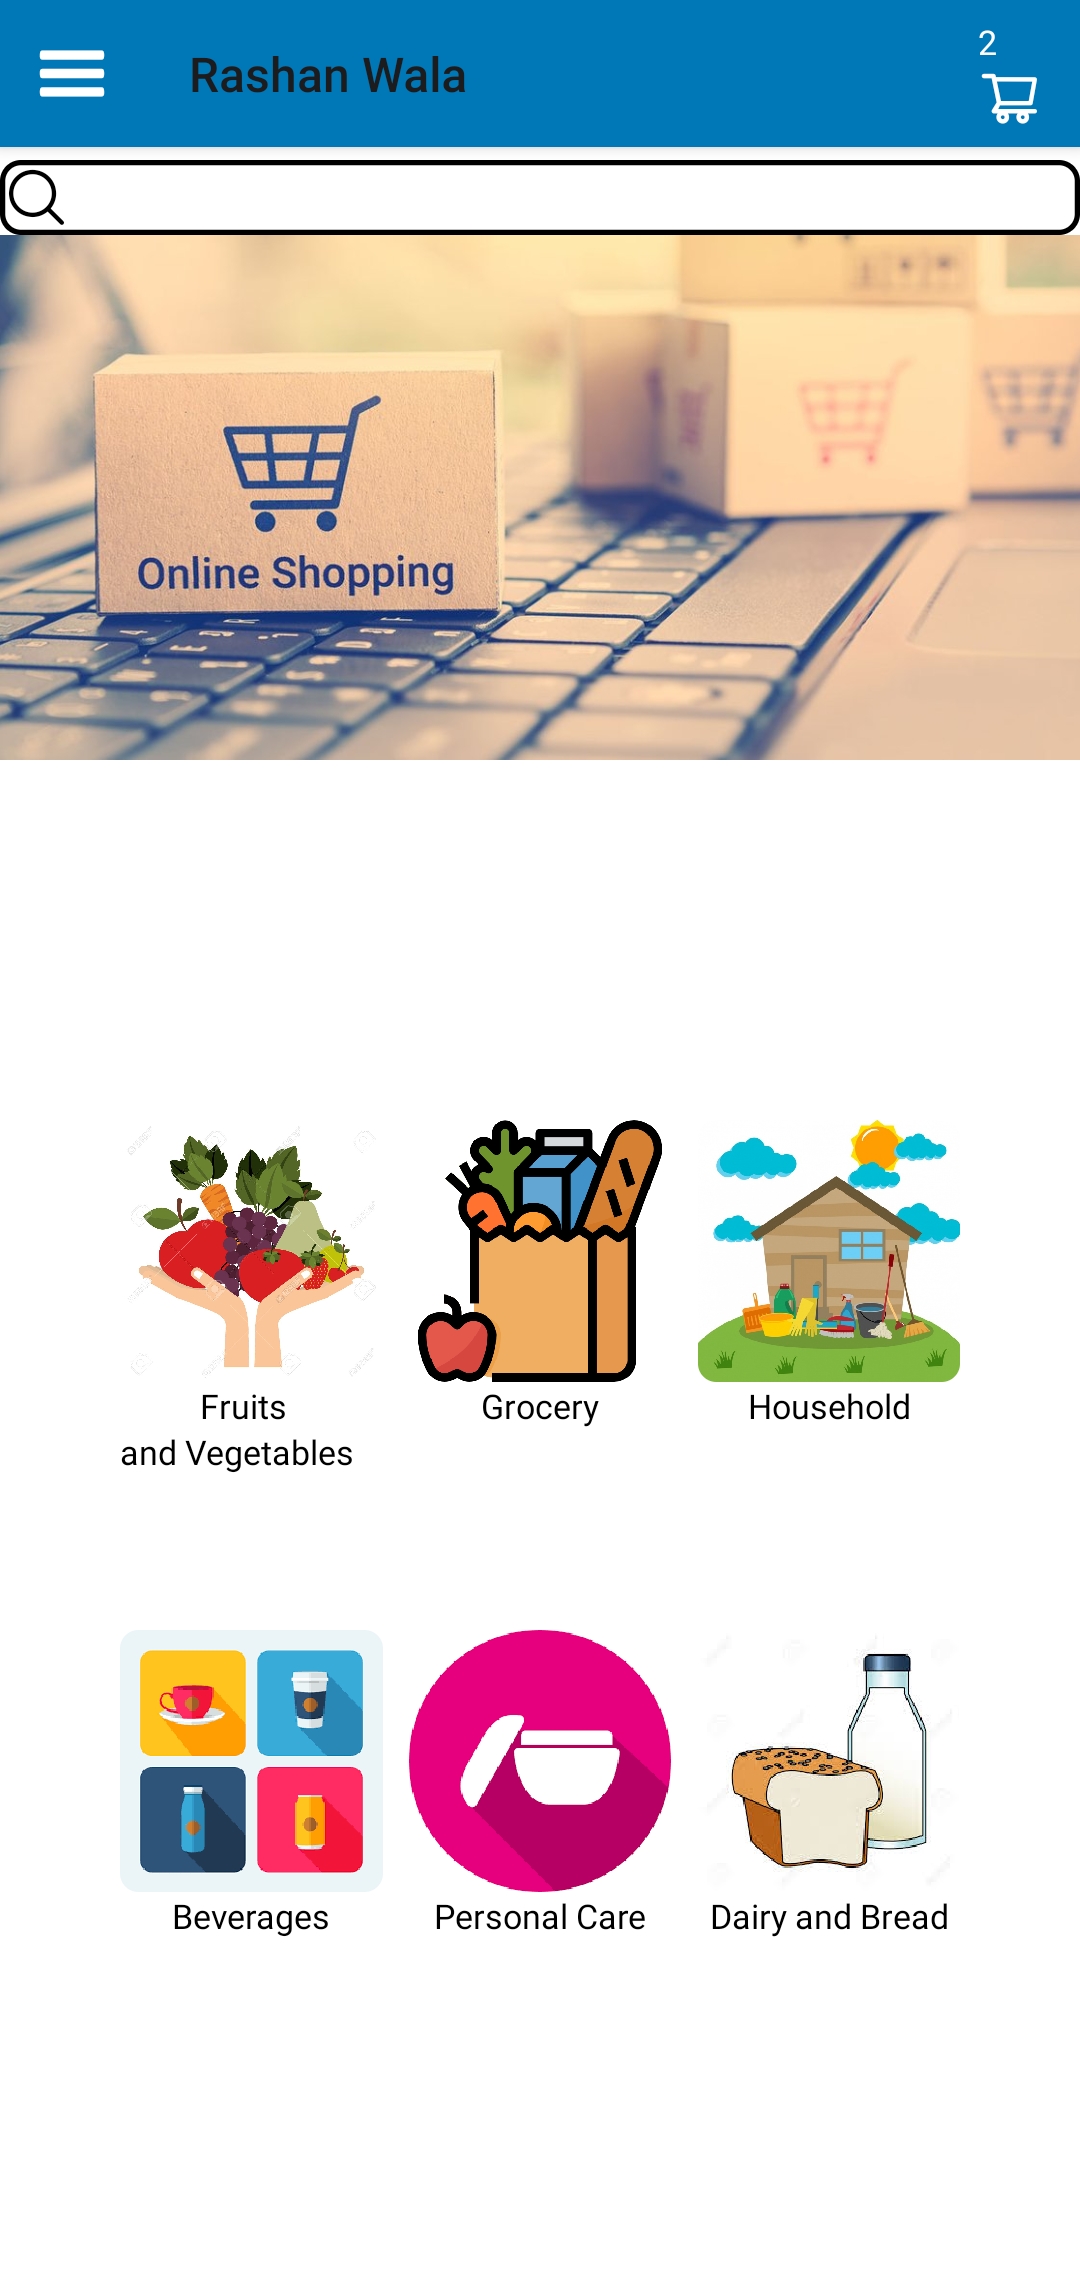 2
Rashan Wala
Online Shopping
Fruits
and Vegetables
Grocery
Household
Beverages
Personal Care
Dairy and Bread